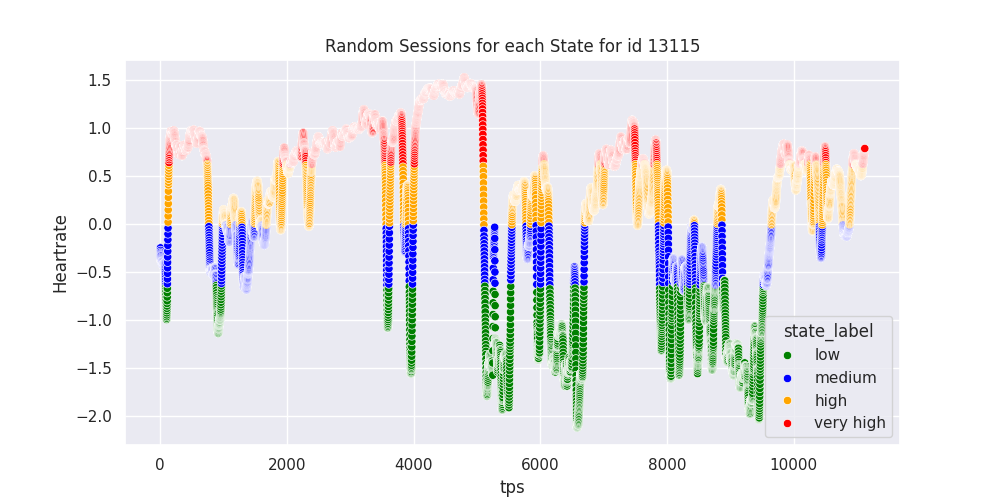 Random Sessions for each State for id 13115
Heartrate
1.5
1.0
0.5
0.0
−0.5
−1.0
−1.5
−2.0
0
2000
4000
6000
8000
10000
tps
state_label
low
medium
high
very high